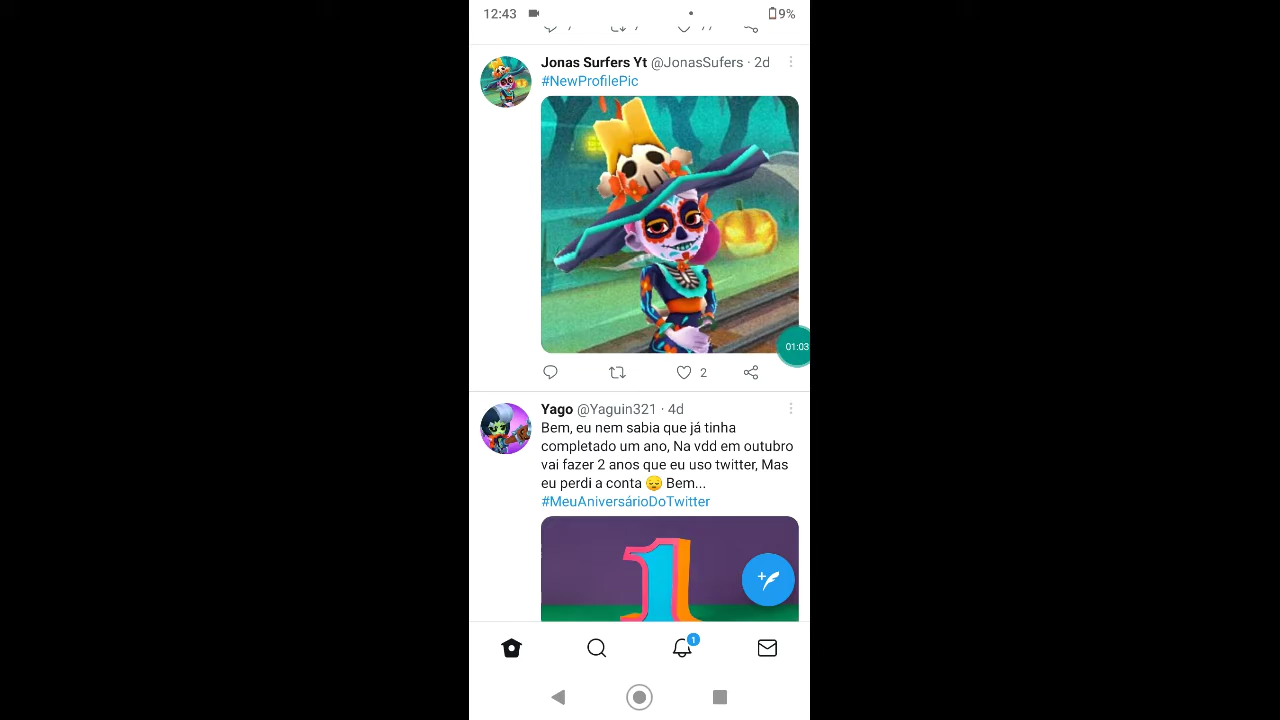 12:43
9%
Jonas Surfers Yt @JonasSufers · 2d
#NewProfilePic
01:03
2
Yago @Yaguin321 · 4d
Bem, eu nem sabia que já tinha
completado um ano, Na vdd em outubro
vai fazer 2 anos que eu uso twitter, Mas
eu perdi a conta 😔 Bem...
#MeuAniversárioDoTwitter
1
1